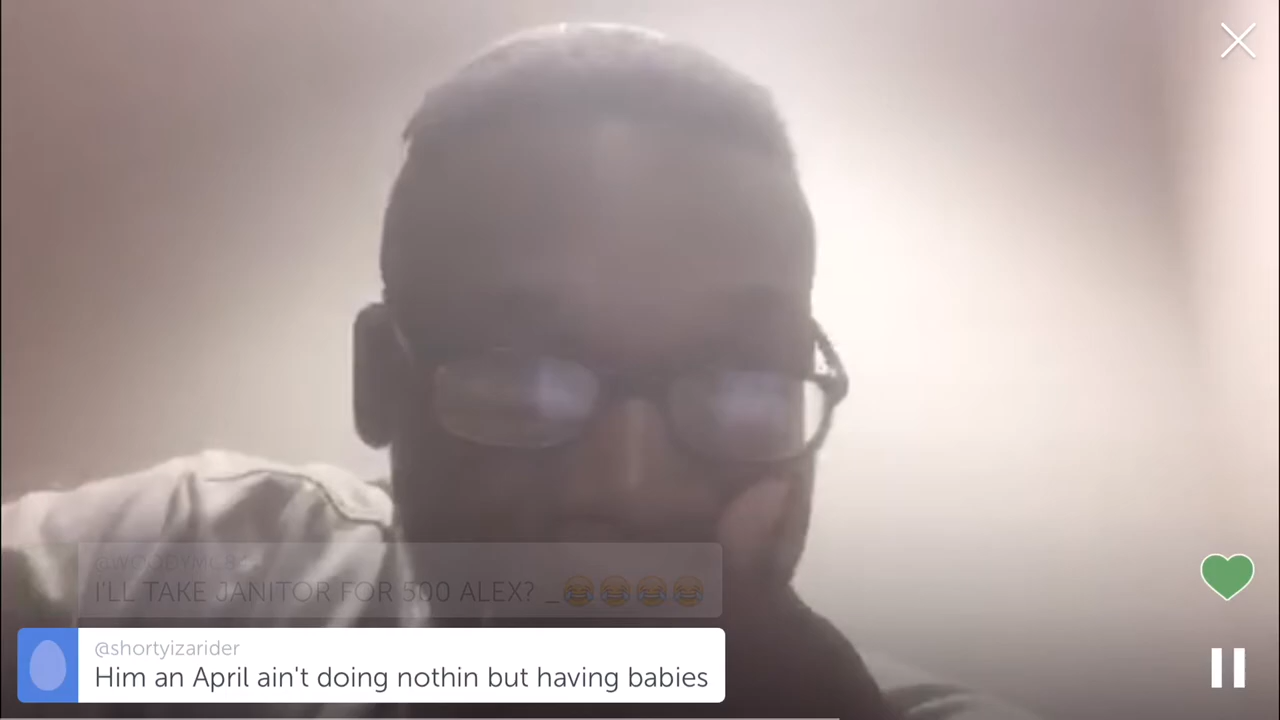 I'LL TAKE JANITOR FOR 500 ALEX? _😂😂😂😂
@shortyizarider
Him an April ain't doing nothin but having babies